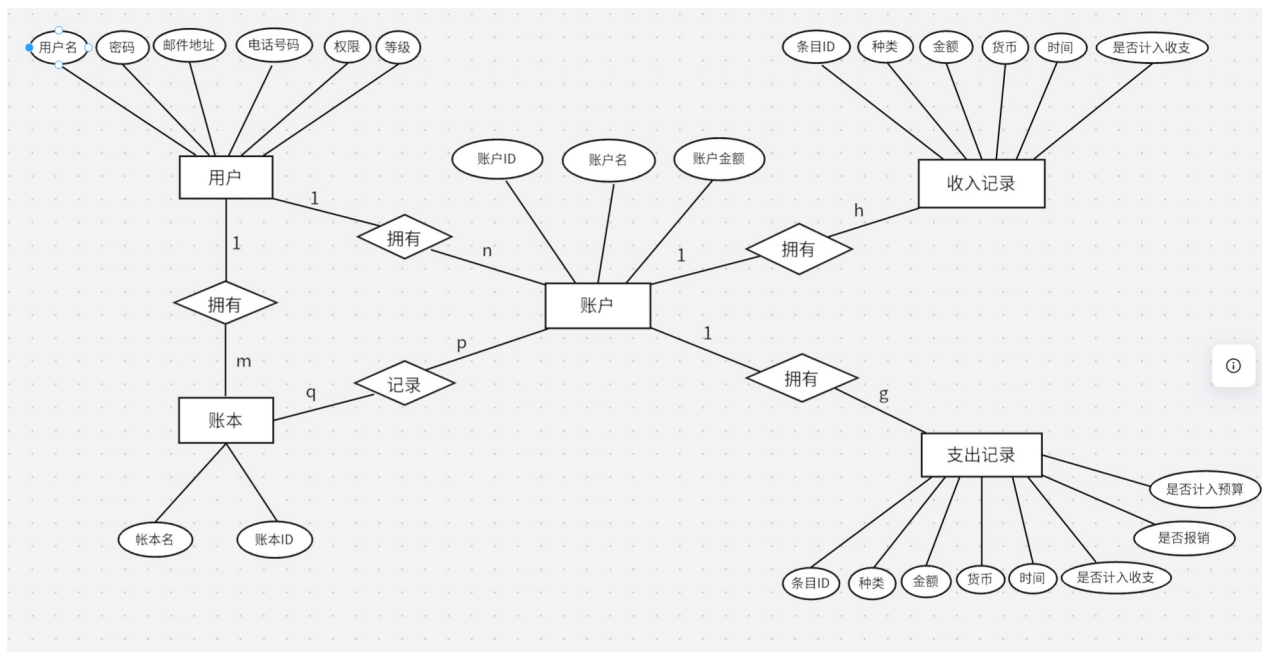 用户名
密码
邮件地址
电话号码
权限
等级
条目ID
种类
金额
货币
时间
是否计入收支
账户ID
账户名
账户金额
用户
收入记录
1
拥有
n
1
拥有
h
1
拥有
m
账户
q
记录
p
1
拥有
g
账本
支出记录
帐本名
账本ID
是否计入预算
是否报销
条目ID
种类
金额
货币
时间
是否计入收支